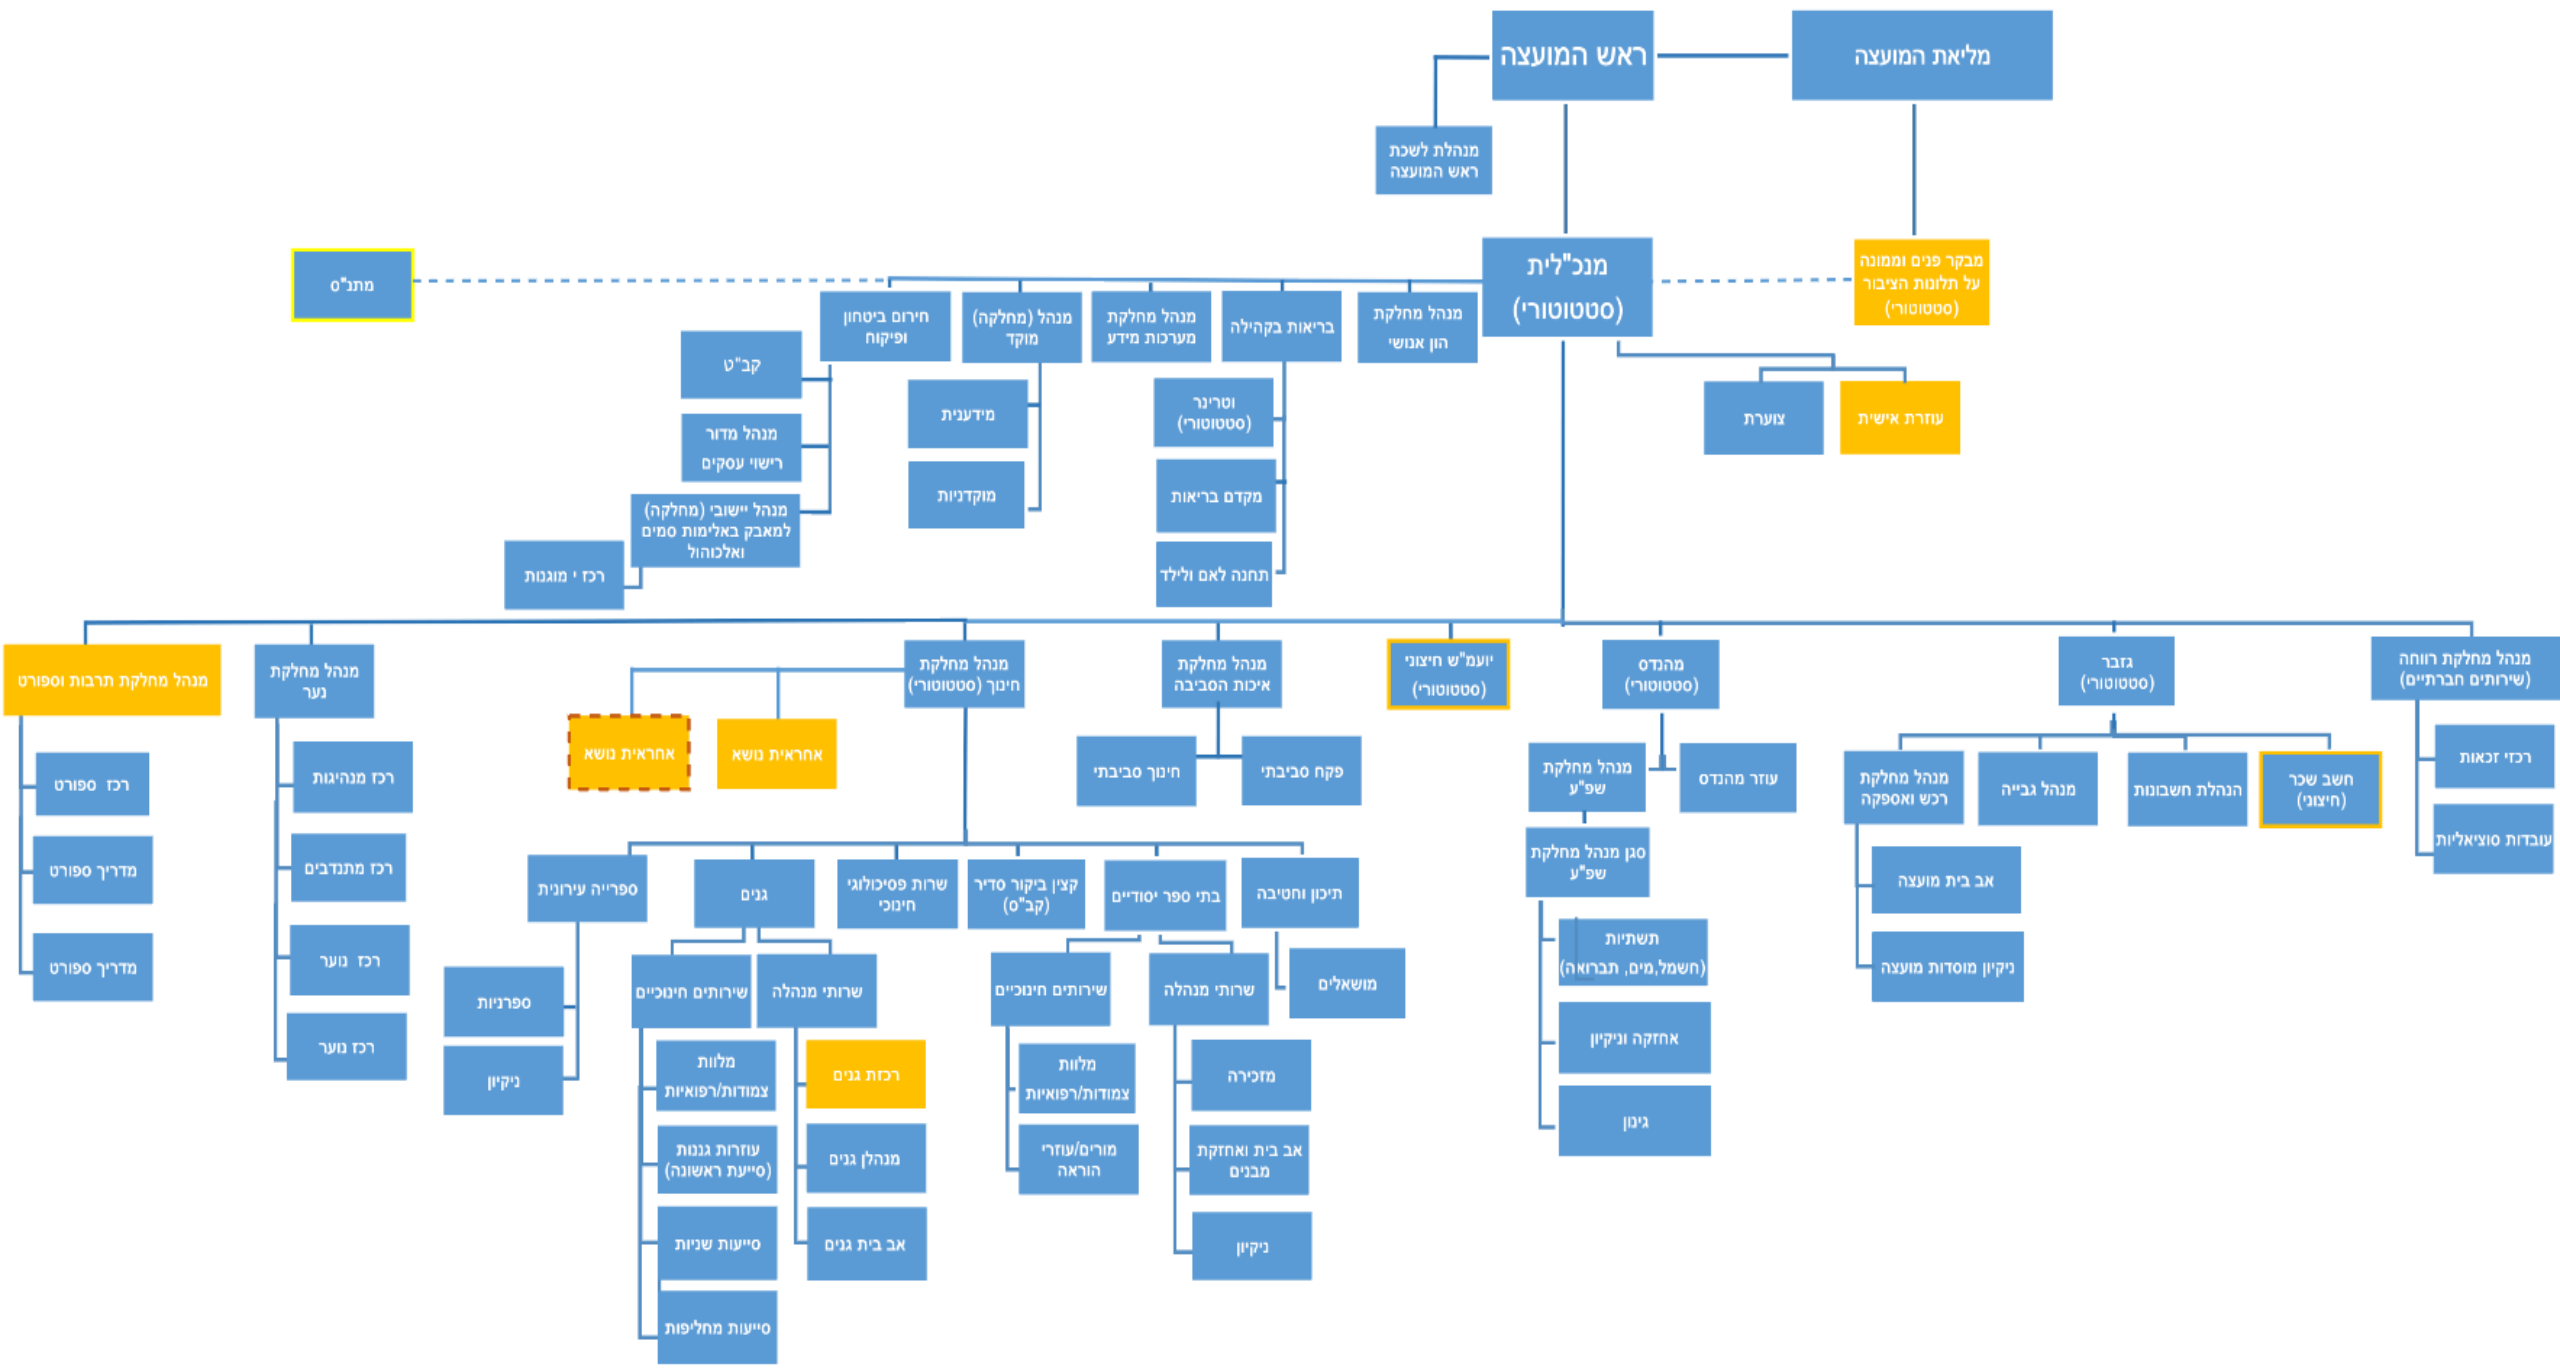 מליאת המועצה
ראש המועצה
מנהלת לשכת
ראש המועצה
מבקר פנים וממונה
על תלונות הציבור
(סטטוטורי)
מנכ"לית
(סטטוטורי)
מתנ"ס
מנהל מחלקת
הון אנושי
בריאות בקהילה
מנהל מחלקת
מערכות מידע
מנהל (מחלקה)
מוקד
חירום ביטחון
ופיקוח
עוזרת אישית
צוערת
וטרינר
(סטטוטורי)
מקדם בריאות
תחנה לאם ולילד
מידענית
מוקדניות
קב"ט
מנהל מדור
רישוי עסקים
מנהל יישובי (מחלקה)
למאבק באלימות סמים
ואלכוהול
רכז י מוגנות
מנהל מחלקת רווחה
(שירותים חברתיים)
גזבר
(סטטוטורי)
מהנדס
(סטטוטורי)
יועמ"ש חיצוני
(סטטוטורי)
מנהל מחלקת
איכות הסביבה
מנהל מחלקת
חינוך (סטטוטורי)
מנהל מחלקת
נער
מנהל מחלקת תרבות וספורט
רכזי זכאות
עובדות סוציאליות
חשב שכר
(חיצוני)
הנהלת חשבונות
מנהל גבייה
מנהל מחלקת
רכש ואספקה
אב בית מועצה
ניקיון מוסדות מועצה
עוזר מהנדס
מנהל מחלקת
שפ"ע
סגן מנהל מחלקת
שפ"ע
תשתיות
(חשמל,מים, תברואה)
אחזקה וניקיון
גינון
פקח סביבתי
חינוך סביבתי
אחראית נושא
אחראית נושא
תיכון וחטיבה
בתי ספר יסודיים
קצין ביקור סדיר
(קב"ס)
שרות פסיכולוגי
חינוכי
גנים
ספרייה עירונית
מושאלים
שרותי מנהלה
שירותים חינוכיים
מזכירה
אב בית ואחזקת
מבנים
ניקיון
מלוות
צמודות/רפואיות
מורים/עוזרי
הוראה
שרותי מנהלה
שירותים חינוכיים
רכזת גנים
מנהלן גנים
אב בית גנים
מלוות
צמודות/רפואיות
עוזרות גננות
(סייעת ראשונה)
סייעות שניות
סייעות מחליפות
ספרניות
ניקיון
רכז מנהיגות
רכז מתנדבים
רכז נוער
רכז נוער
רכז ספורט
מדריך ספורט
מדריך ספורט